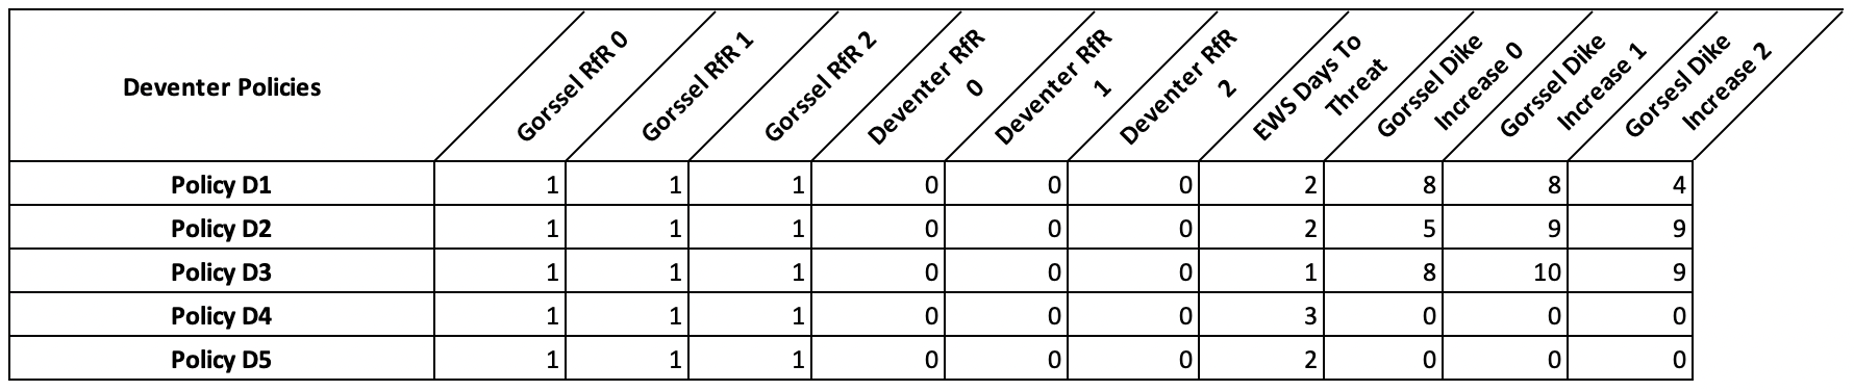 Deventer Policies
Gorssel RfR 0
Gorssel RfR 1
Gorssel RfR 2
Deventer RfR
0
Deventer RfR
1
Deventer RfR
2
EWS Days To
Threat
Gorssel Dike
Increase 0
Gorssel Dike
Increase 1
Gorsesl Dike
Increase 2
Policy D1 1 1 1 0 0 0 2 8 8 4
Policy D2 1 1 1 0 0 0 2 5 9 9
Policy D3 1 1 1 0 0 0 1 8 10 9
Policy D4 1 1 1 0 0 0 3 0 0 0
Policy D5 1 1 1 0 0 0 2 0 0 0